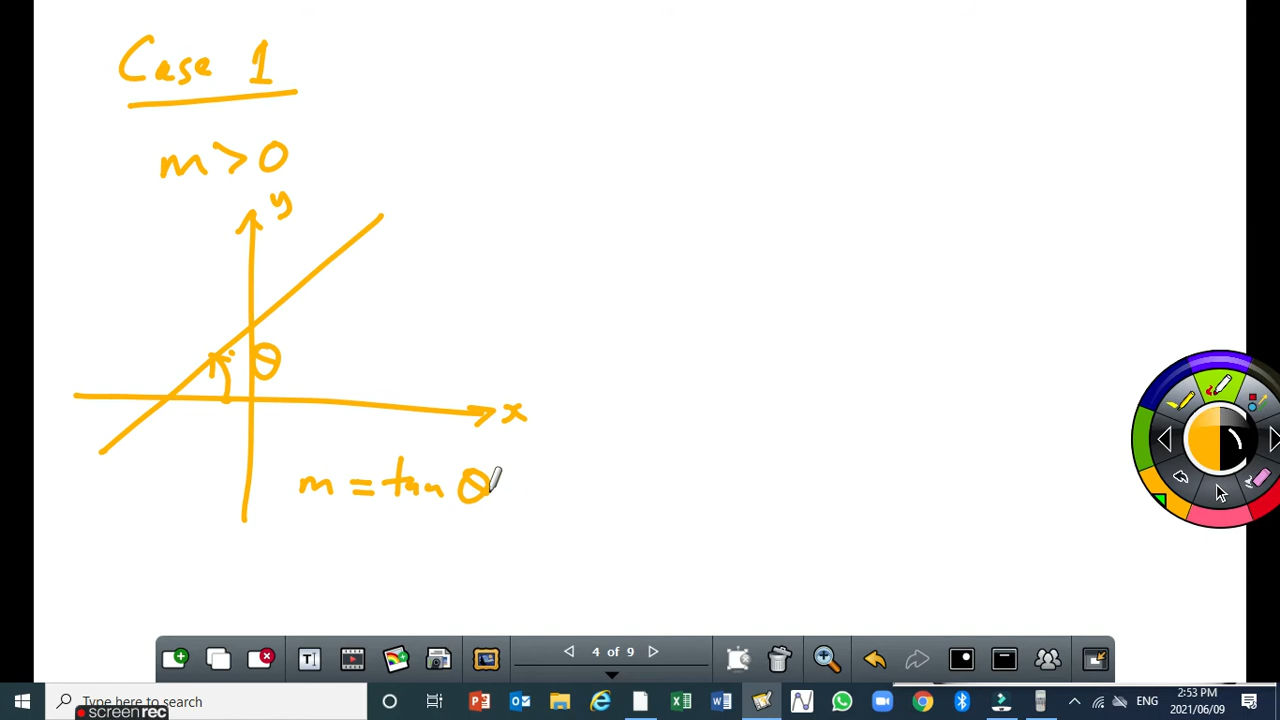 Case 1
m > 0
y
θ
x
m = tan θ
4 of 9
Type here to search
screenrec
ENG
2:53 PM
2021/06/09